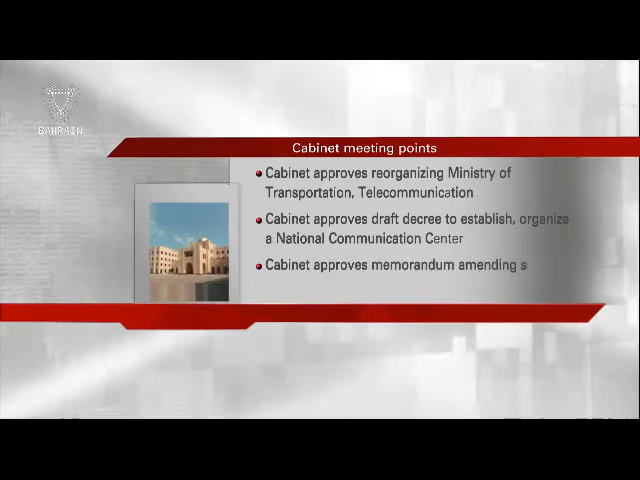 BAHRAIN
Cabinet meeting points
Cabinet approves reorganizing Ministry of
Transportation, Telecommunication
Cabinet approves draft decree to establish, organize
a National Communication Center
Cabinet approves memorandum amending s